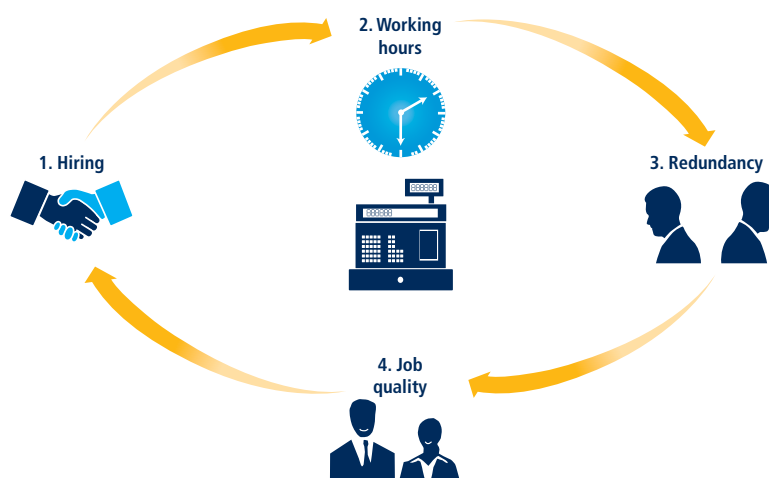 2. Working
hours
1. Hiring
3. Redundancy
4. Job
quality